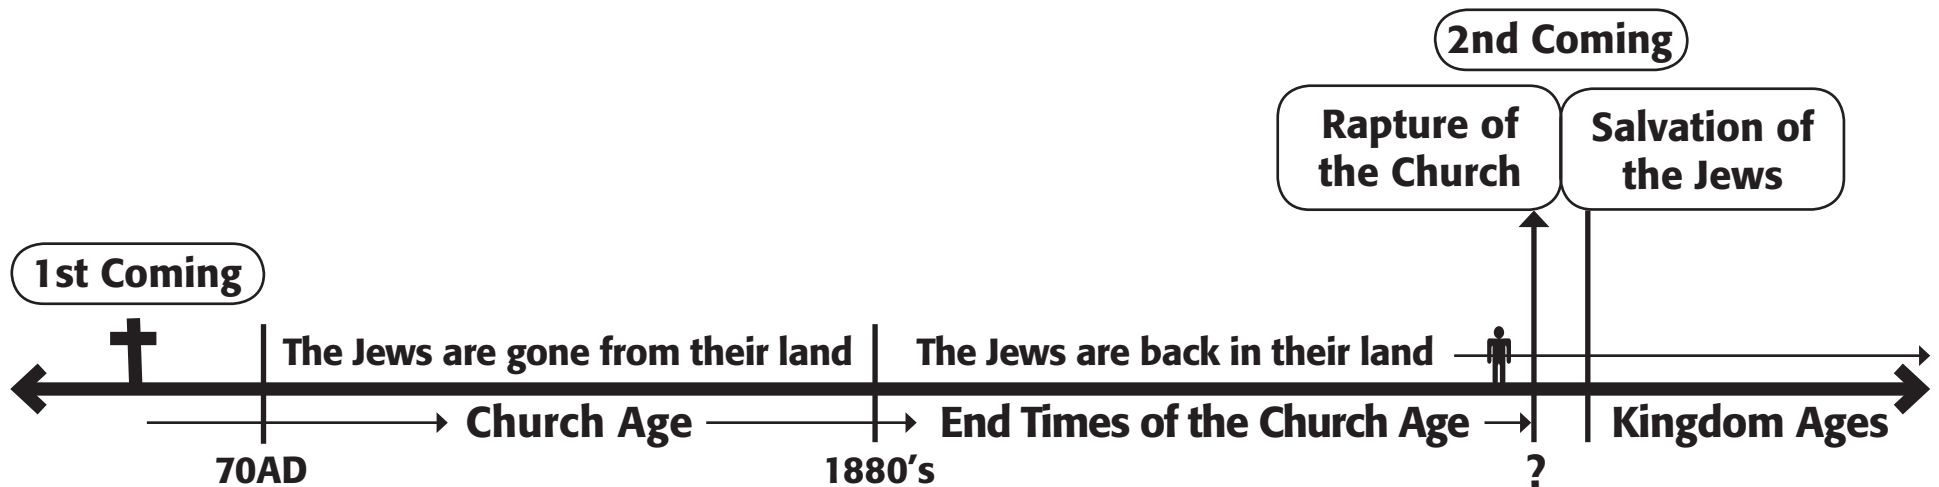 2nd Coming
Rapture of
the Church
Salvation of
the Jews
1st Coming
The Jews are gone from their land
The Jews are back in their land
Church Age
End Times of the Church Age
Kingdom Ages
70AD
1880's
?